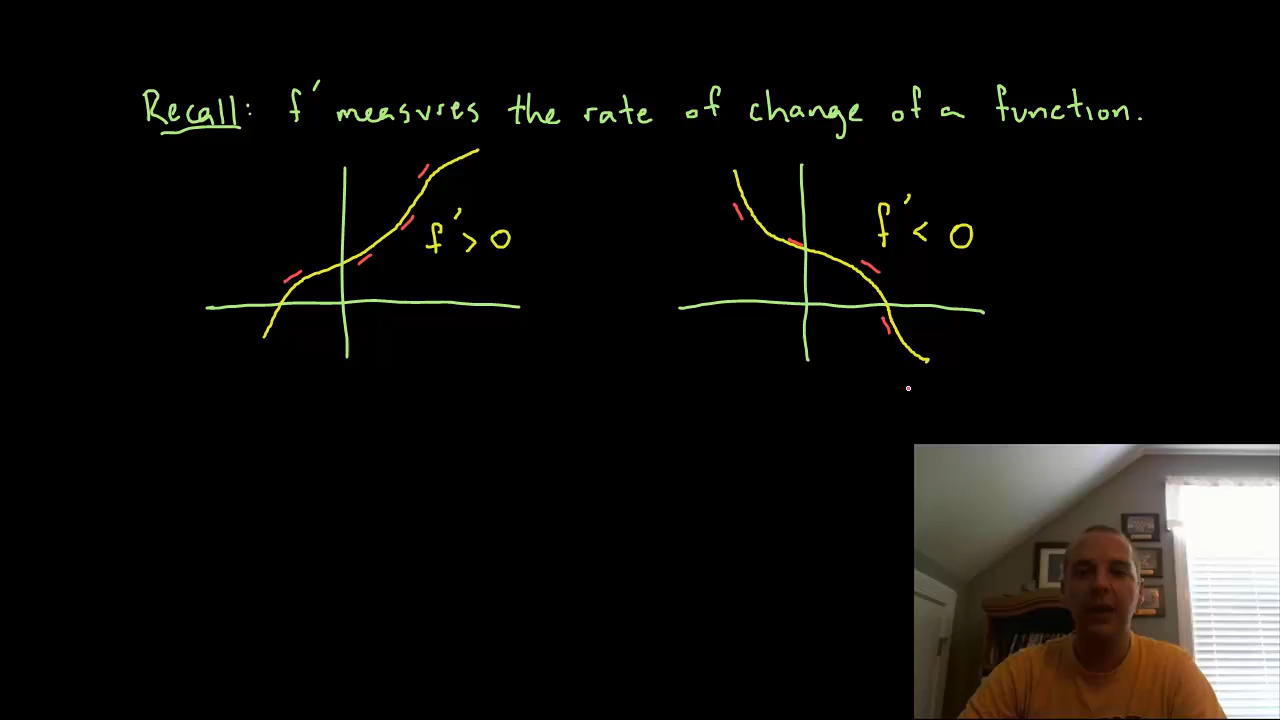 Recall: f′ measures the rate of change of a function.
f′ > 0
f′ < 0